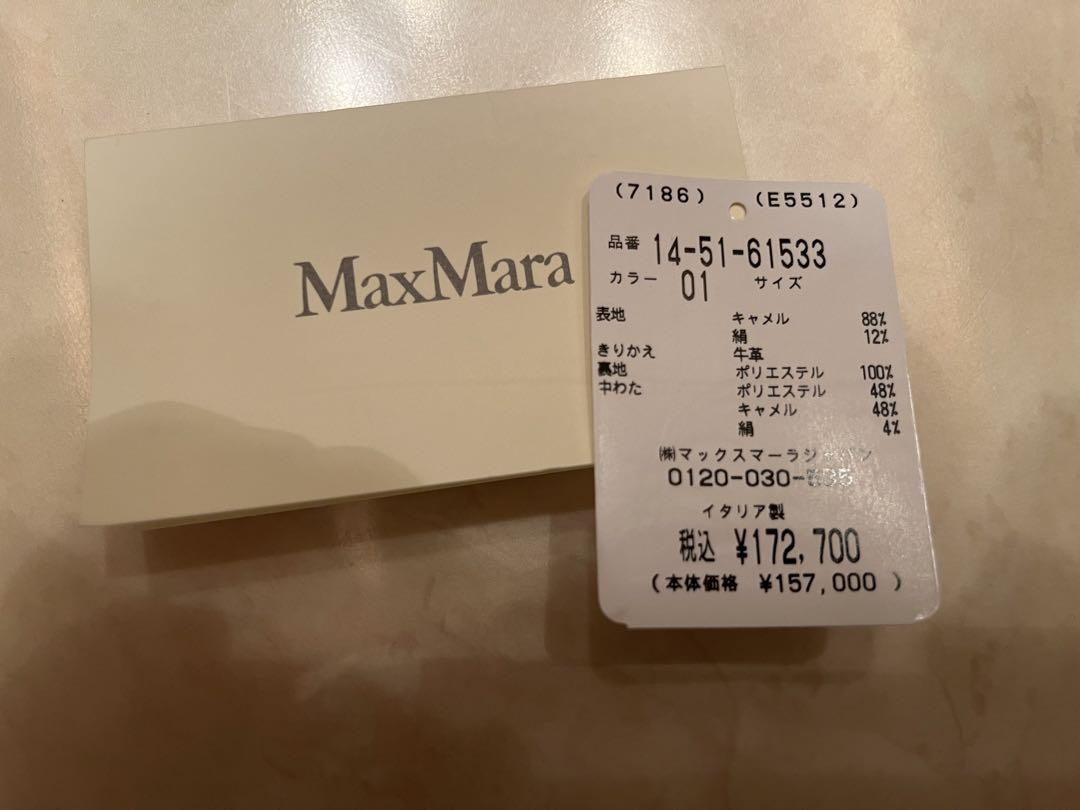 MaxMara
(7186) (E5512)
品番 14-51-61533
カラー 01 サイズ
表地 キャメル 88%
絹 12%
きりかえ 牛革
裏地 ポリエステル 100%
中わた ポリエステル 48%
キャメル 48%
絹 4%
㈱マックスマーラジャパン
0120-030-535
イタリア製
税込 ¥172,700
(本体価格 ¥157,000 )